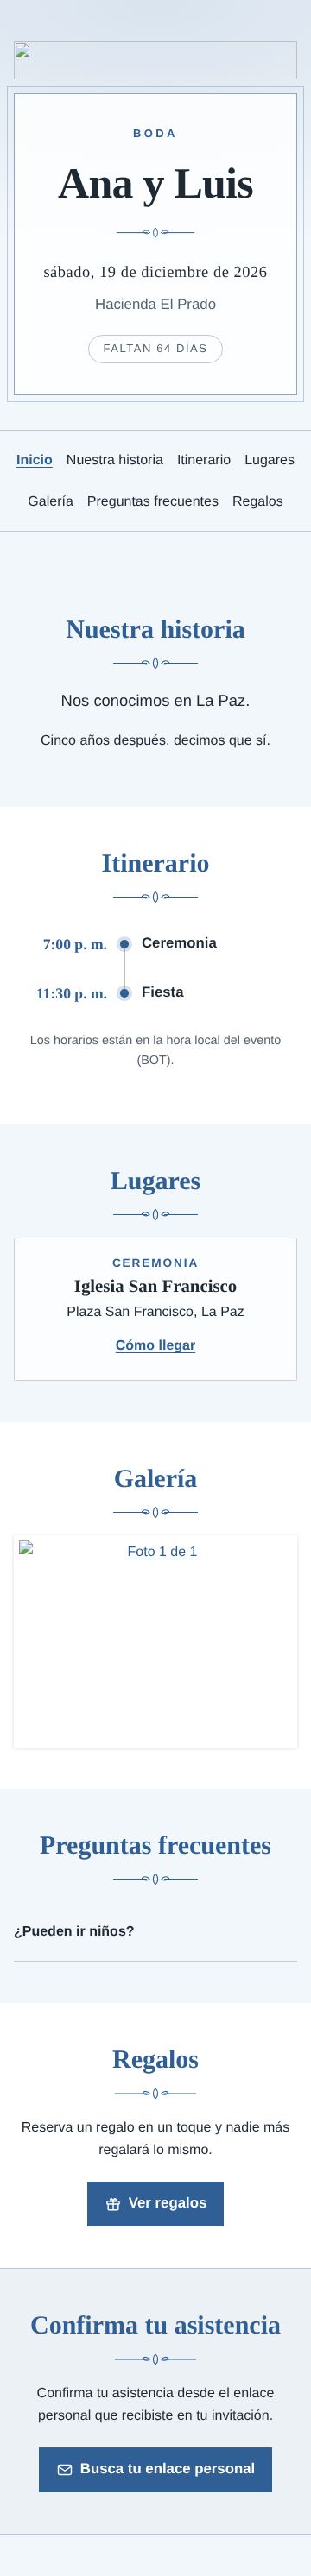 BODA
Ana y Luis
sábado, 19 de diciembre de 2026
Hacienda El Prado
FALTAN 64 DÍAS
Inicio Nuestra historia Itinerario Lugares
Galería Preguntas frecuentes Regalos
Nuestra historia
Nos conocimos en La Paz.
Cinco años después, decimos que sí.
Itinerario
7:00 p. m. Ceremonia
11:30 p. m. Fiesta
Los horarios están en la hora local del evento
(BOT).
Lugares
CEREMONIA
Iglesia San Francisco
Plaza San Francisco, La Paz
Cómo llegar
Galería
Foto 1 de 1
Preguntas frecuentes
¿Pueden ir niños?
Regalos
Reserva un regalo en un toque y nadie más
regalará lo mismo.
Ver regalos
Confirma tu asistencia
Confirma tu asistencia desde el enlace
personal que recibiste en tu invitación.
Busca tu enlace personal